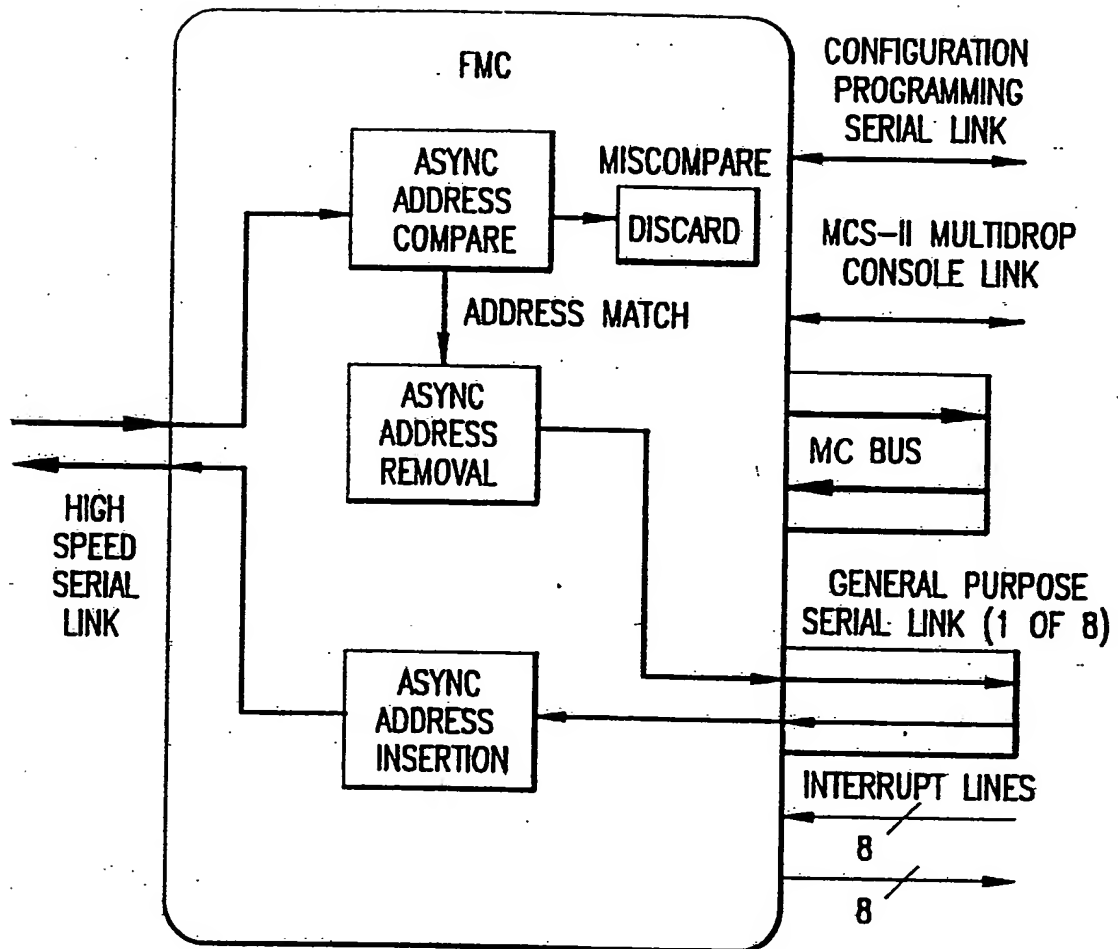 FMC
CONFIGURATION
PROGRAMMING
SERIAL LINK
ASYNC
ADDRESS
COMPARE
MISCOMPARE
DISCARD
MCS-II MULTIDROP
CONSOLE LINK
ADDRESS MATCH
ASYNC
ADDRESS
REMOVAL
MC BUS
HIGH
SPEED
SERIAL
LINK
GENERAL PURPOSE
SERIAL LINK (1 OF 8)
ASYNC
ADDRESS
INSERTION
INTERRUPT LINES
8
8